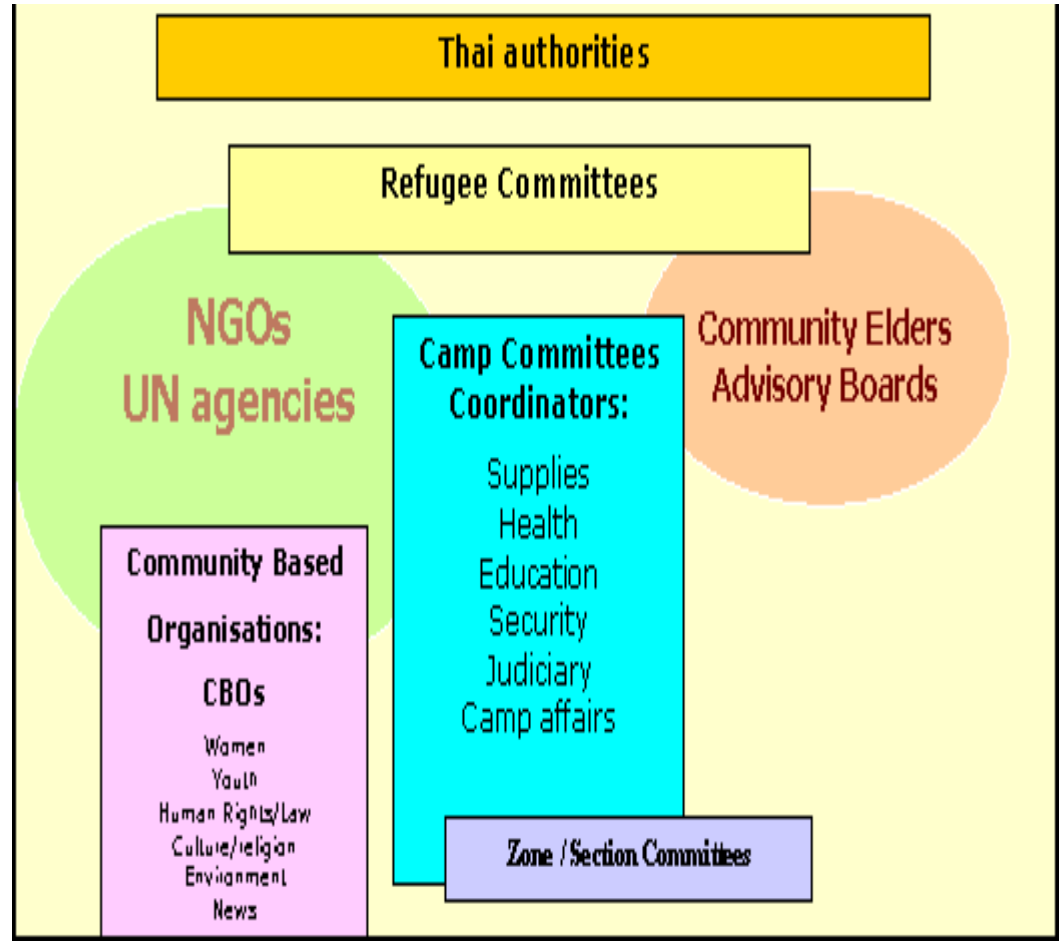 Thai authorities
Refugee Committees
NGOs
UN agencies
Community Elders
Advisory Boards
Camp Committees
Coordinators:
Supplies
Health
Education
Security
Judiciary
Camp affairs
Community Based
Organisations:
CBOs
Women
Youth
Human Rights/Law
Culture/religion
Environment
News
Zone / Section Committees